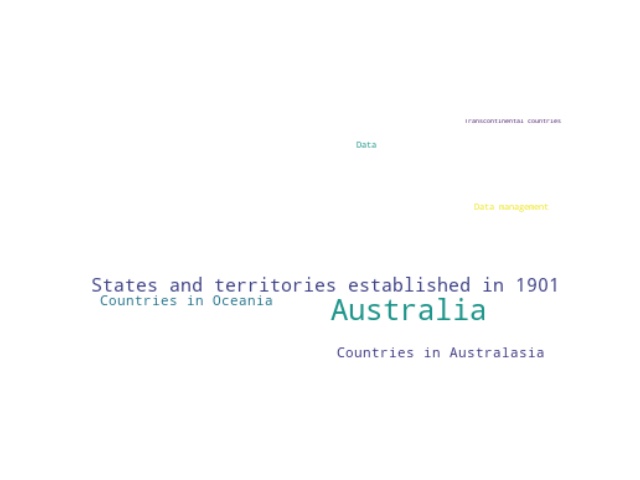 Transcontinental countries
Data
Data management
States and territories established in 1901
Countries in Oceania
Australia
Countries in Australasia